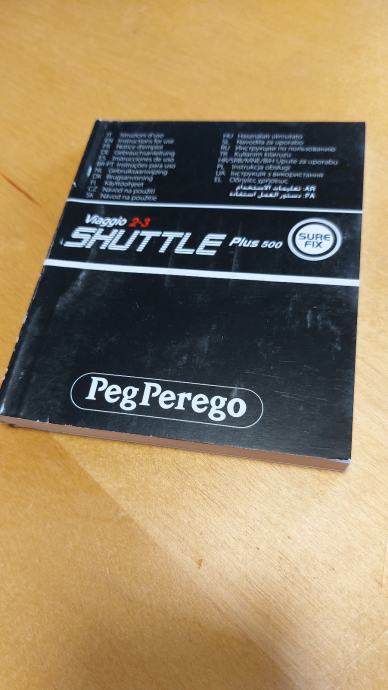 IT Istruzioni d'uso
EN Instructions for use
FR Notice d'emploi
DE Gebrauchsanleitung
ES Instrucciones de uso
BR-PT Instruções para uso
NL Gebruiksaanwijzing
DK Brugsanvisning
FI Käyttöohjeet
CZ Návod na použití
SK Návod na použitie
HU Használati útmutató
SL Navodila za uporabo
RU Инструкции по пользованию
TR Kullanım kılavuzu
HR/SRB/MNE/BiH Upute za uporabu
PL Instrukcja obsługi
UA Інструкція з використання
EL Οδηγίες χρήσεως
AR: تعليمات الاستخدام
FA: دستور العمل استفاده
Viaggio 2-3
SHUTTLE Plus 500
SURE
FIX
Peg Perego